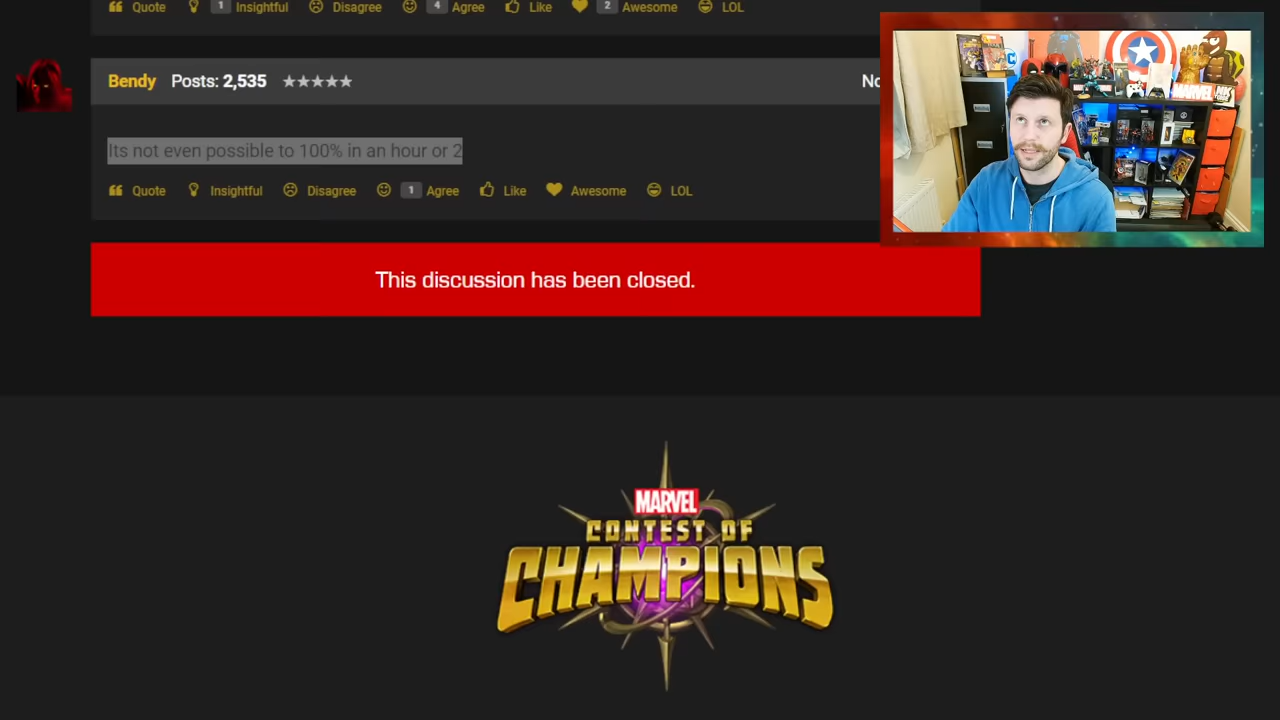 Quote 1 Insightful Disagree 4 Agree Like 2 Awesome LOL
Bendy Posts: 2,535 ★★★★★ No
Its not even possible to 100% in an hour or 2
Quote Insightful Disagree 1 Agree Like Awesome LOL
This discussion has been closed.
MARVEL
CONTEST OF
CHAMPIONS
MARVEL